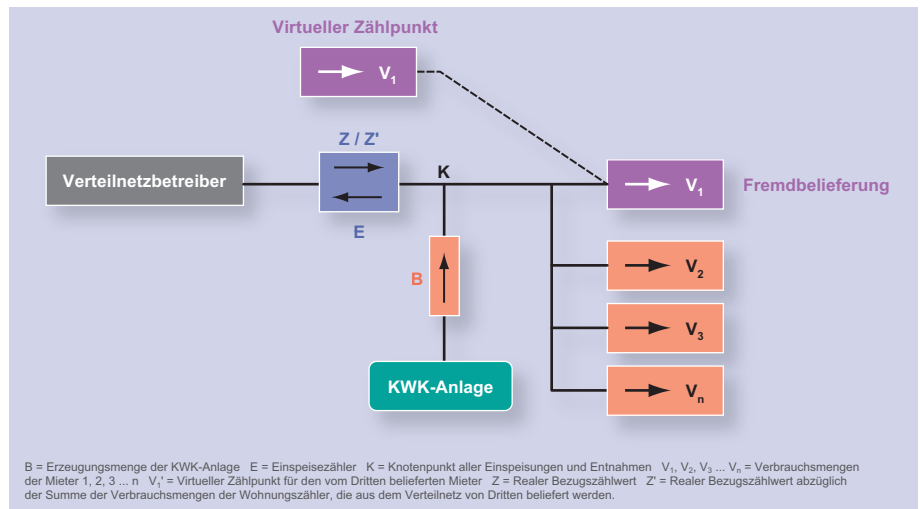 Virtueller Zählpunkt
V₁
Z / Z'
K
Verteilnetzbetreiber
V₁
Fremdbelieferung
E
B
V₂
V₃
KWK-Anlage
Vₙ
B = Erzeugungsmenge der KWK-Anlage E = Einspeisezähler K = Knotenpunkt aller Einspeisungen und Entnahmen V₁, V₂, V₃ ... Vₙ = Verbrauchsmengen
der Mieter 1, 2, 3 ... n V₁' = Virtueller Zählpunkt für den vom Dritten belieferten Mieter Z = Realer Bezugszählwert Z' = Realer Bezugszählwert abzüglich
der Summe der Verbrauchsmengen der Wohnungszähler, die aus dem Verteilnetz von Dritten beliefert werden.